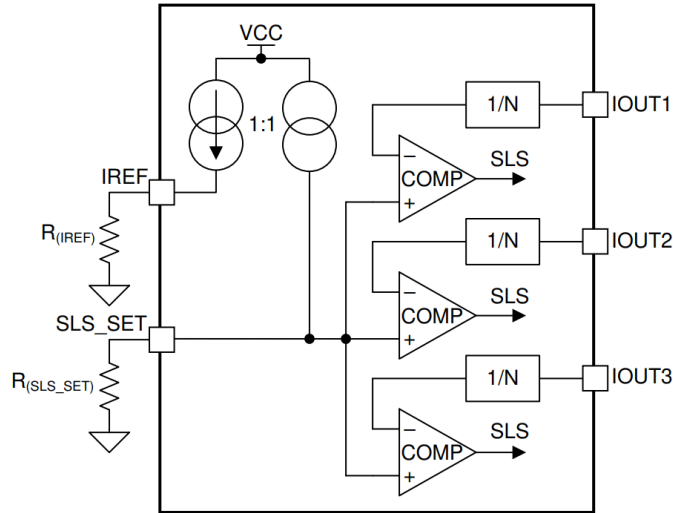 VCC
1:1
IREF
R(IREF)
SLS_SET
R(SLS_SET)
1/N
IOUT1
SLS
−
COMP
+
1/N
IOUT2
SLS
−
COMP
+
1/N
IOUT3
SLS
−
COMP
+